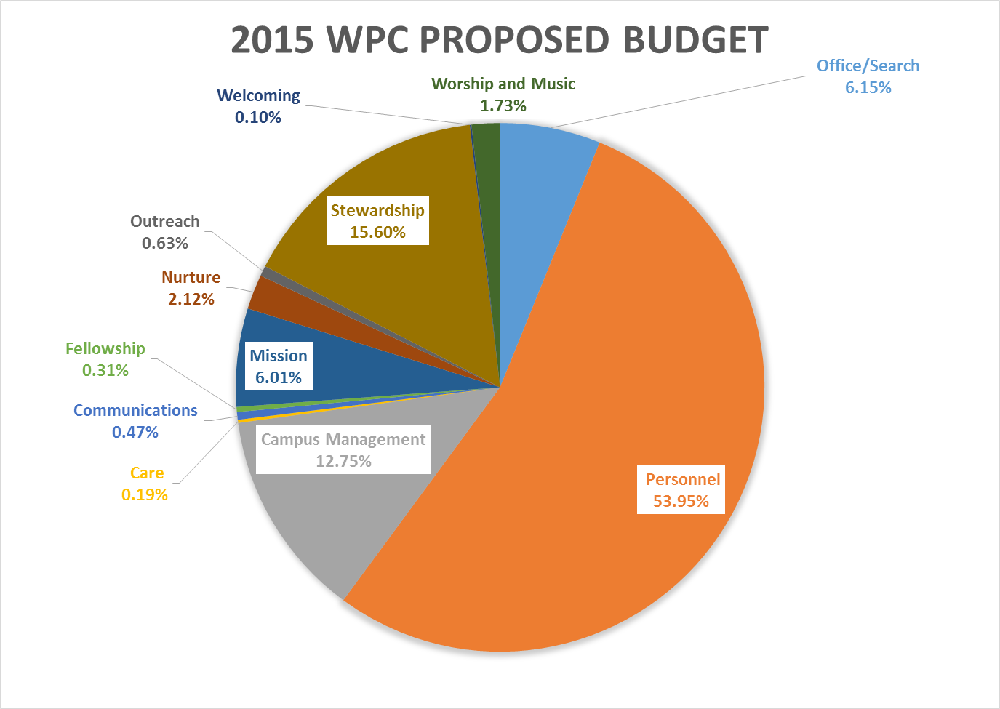 2015 WPC PROPOSED BUDGET
Office/Search
6.15%
Worship and Music
1.73%
Welcoming
0.10%
Stewardship
15.60%
Outreach
0.63%
Nurture
2.12%
Mission
6.01%
Fellowship
0.31%
Communications
0.47%
Care
0.19%
Campus Management
12.75%
Personnel
53.95%